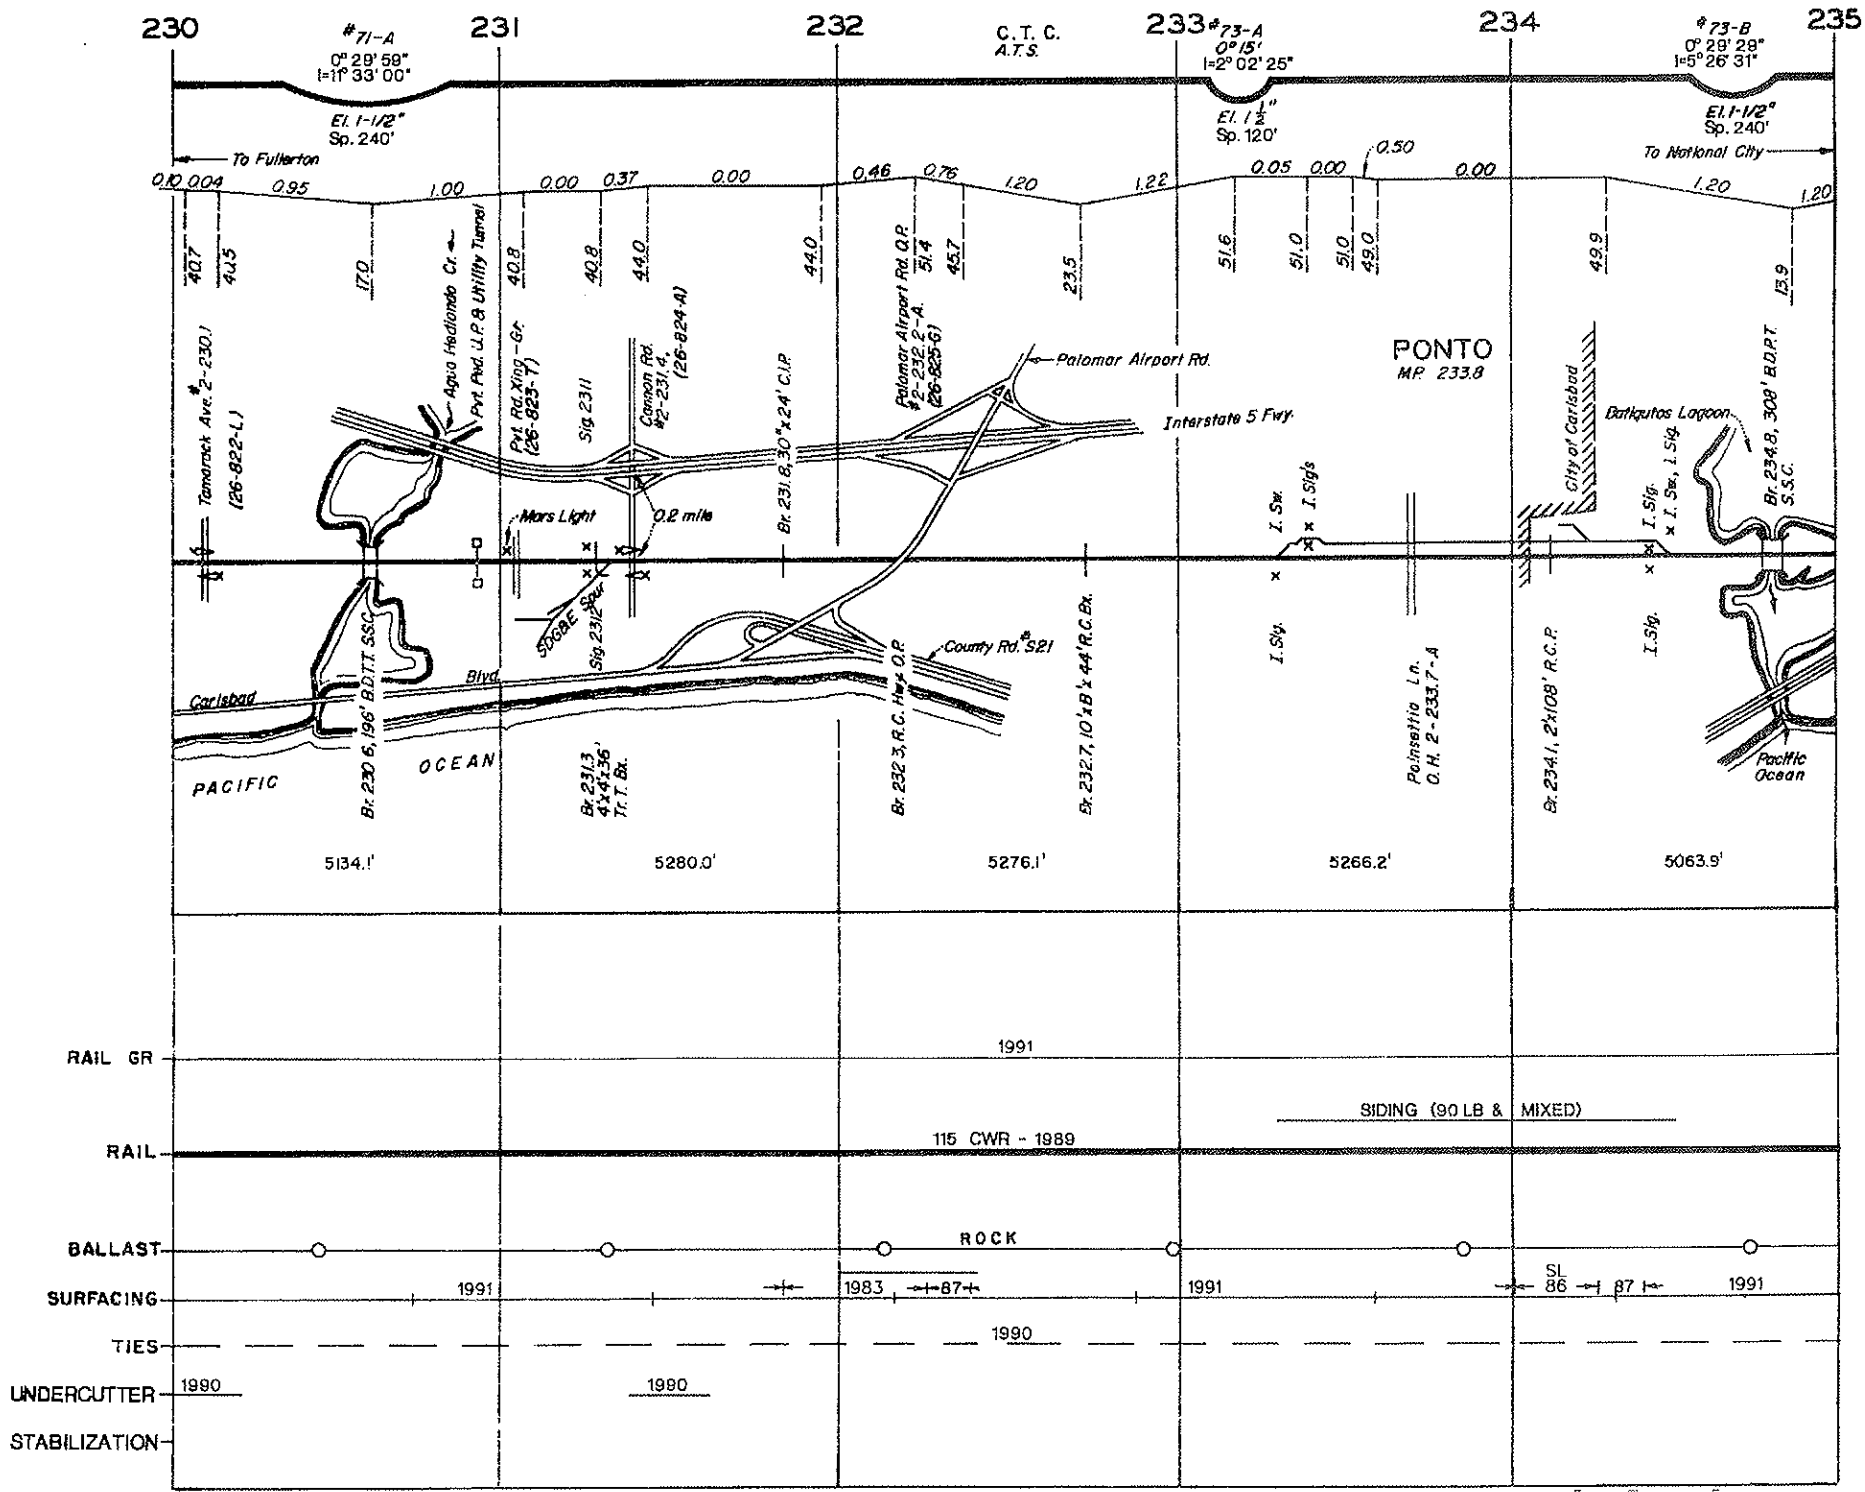 230
231
232
233
234
235
#71-A
0° 29' 59"
I=11° 33' 00"
C. T. C.
A.T.S.
#73-A
0° 15'
I=2° 02' 25"
#73-B
0° 29' 29"
I=5° 26' 31"
El. 1-1/2"
Sp. 240'
El. 1 1/2"
Sp. 120'
El. 1-1/2"
Sp. 240'
To Fullerton
To National City
0.10 0.04 0.95 1.00 0.00 0.37 0.00 0.46 0.76 1.20 1.22 0.05 0.00 0.50 0.00 1.20 1.20
40.7
40.5
17.0
40.8
40.8
44.0
44.0
51.4
45.7
23.5
51.6
51.0
51.0
49.0
49.9
13.9
Tamarack Ave. #2-230.1
(26-822-L)
Agua Hediondo Cr.
Pvt. Ped. U.P. & Utility Tunnel
Pvt. Rd. Xing-Gr.
(26-823-T)
Sig. 2311
Cannon Rd.
#2-231.4,
(26-824-A)
Br. 231.8, 30"x 24' C.I.P.
Palomar Airport Rd. O.P.
#2-232.2-A.
(26-825-G)
Palomar Airport Rd.
Interstate 5 Fwy.
PONTO
MP. 233.8
City of Carlsbad
Batiqutos Lagoon
Br. 234.8, 308' B.D.P.T.
S.S.C.
Mars Light
0.2 mile
I. Sw.
I. Sig's
I. Sig.
I. Sw., I. Sig.
SDG&E Spur
Sig. 2312
I. Sig.
I. Sig.
Carlsbad Blvd.
County Rd. #S21
PACIFIC OCEAN
Br. 230.6, 196' B.D.T.T. S.S.C.
Br. 231.3
4'x4'x36'
Tr. T. Bx.
Br. 232.3, R.C. Hwy. O.P.
Br. 232.7, 10'x8'x 44' R.C. Bx.
Poinsettia Ln.
O. H. 2 - 233.7 - A
Br. 234.1, 2'x108' R.C.P.
Pacific
Ocean
5134.1'
5280.0'
5276.1'
5266.2'
5063.9'
RAIL GR
1991
SIDING (90 LB & MIXED)
RAIL
115 CWR - 1989
BALLAST
ROCK
SURFACING
1991
1983
87
1991
SL
86
87
1991
TIES
1990
UNDERCUTTER
1990
1990
STABILIZATION